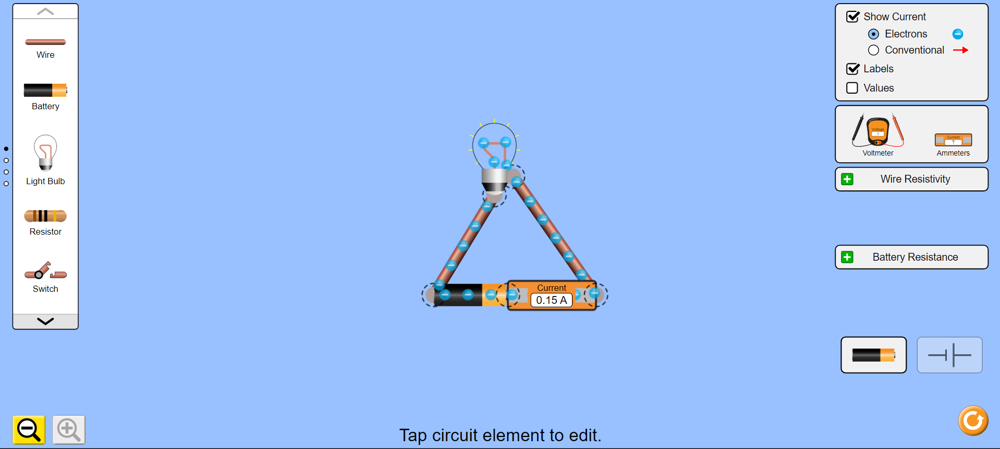 Wire
Battery
Light Bulb
Resistor
Switch
Show Current
Electrons
Conventional
Labels
Values
Voltage
?
Voltmeter
Current
?
Ammeters
Wire Resistivity
Battery Resistance
Current
0.15 A
Tap circuit element to edit.